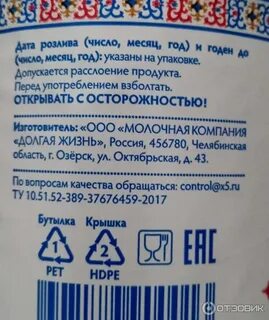 Дата розлива (число, месяц, год) и годен до
(число, месяц, год): указаны на упаковке.
Допускается расслоение продукта.
Перед употреблением взболтать.
ОТКРЫВАТЬ С ОСТОРОЖНОСТЬЮ!
Изготовитель: «ООО «МОЛОЧНАЯ КОМПАНИЯ
«ДОЛГАЯ ЖИЗНЬ», Россия, 456780, Челябинская
область, г. Озёрск, ул. Октябрьская, д. 43.
По вопросам качества обращаться: control@x5.ru
ТУ 10.51.52-389-37676459-2017
Бутылка Крышка
1 2 EAC
PET HDPE
ОТЗОВИК